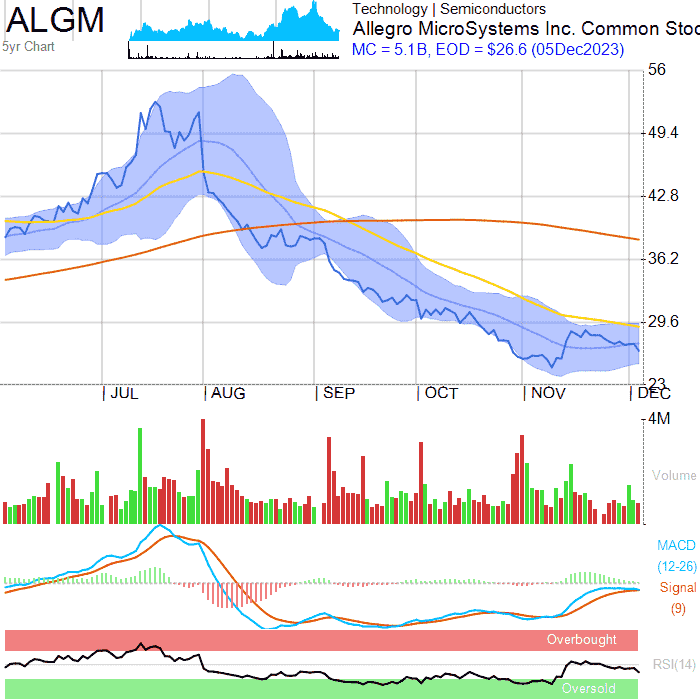 ALGM
5yr Chart
Technology | Semiconductors
Allegro MicroSystems Inc. Common Stoc
MC = 5.1B, EOD = $26.6 (05Dec2023)
56
49.4
42.8
36.2
29.6
23
JUL AUG SEP OCT NOV DEC
4M
Volume
MACD
(12-26)
Signal
(9)
Overbought
RSI(14)
Oversold